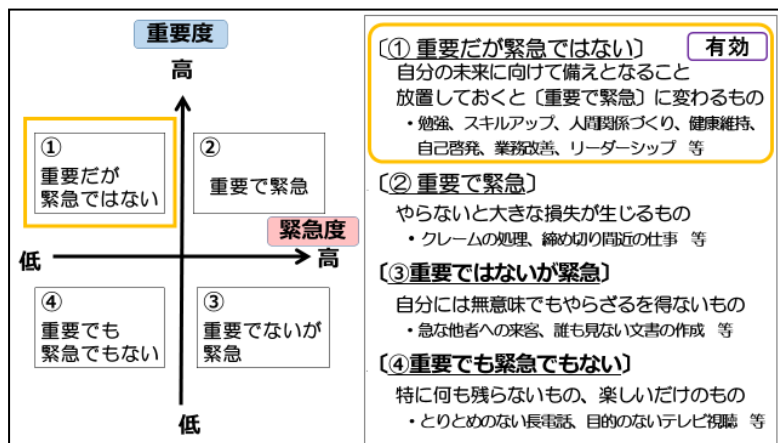 重要度
高
①
重要だが
緊急ではない
②
重要で緊急
緊急度
低
高
④
重要でも
緊急でもない
③
重要でないが
緊急
低
〔① 重要だが緊急ではない〕 有効
自分の未来に向けて備えとなること
放置しておくと〔重要で緊急〕に変わるもの
・勉強、スキルアップ、人間関係づくり、健康維持、
自己啓発、業務改善、リーダーシップ 等
〔② 重要で緊急〕
やらないと大きな損失が生じるもの
・クレームの処理、締め切り間近の仕事 等
〔③重要ではないが緊急〕
自分には無意味でもやらざるを得ないもの
・急な他者への来客、誰も見ない文書の作成 等
〔④重要でも緊急でもない〕
特に何も残らないもの、楽しいだけのもの
・とりとめのない長電話、目的のないテレビ視聴 等